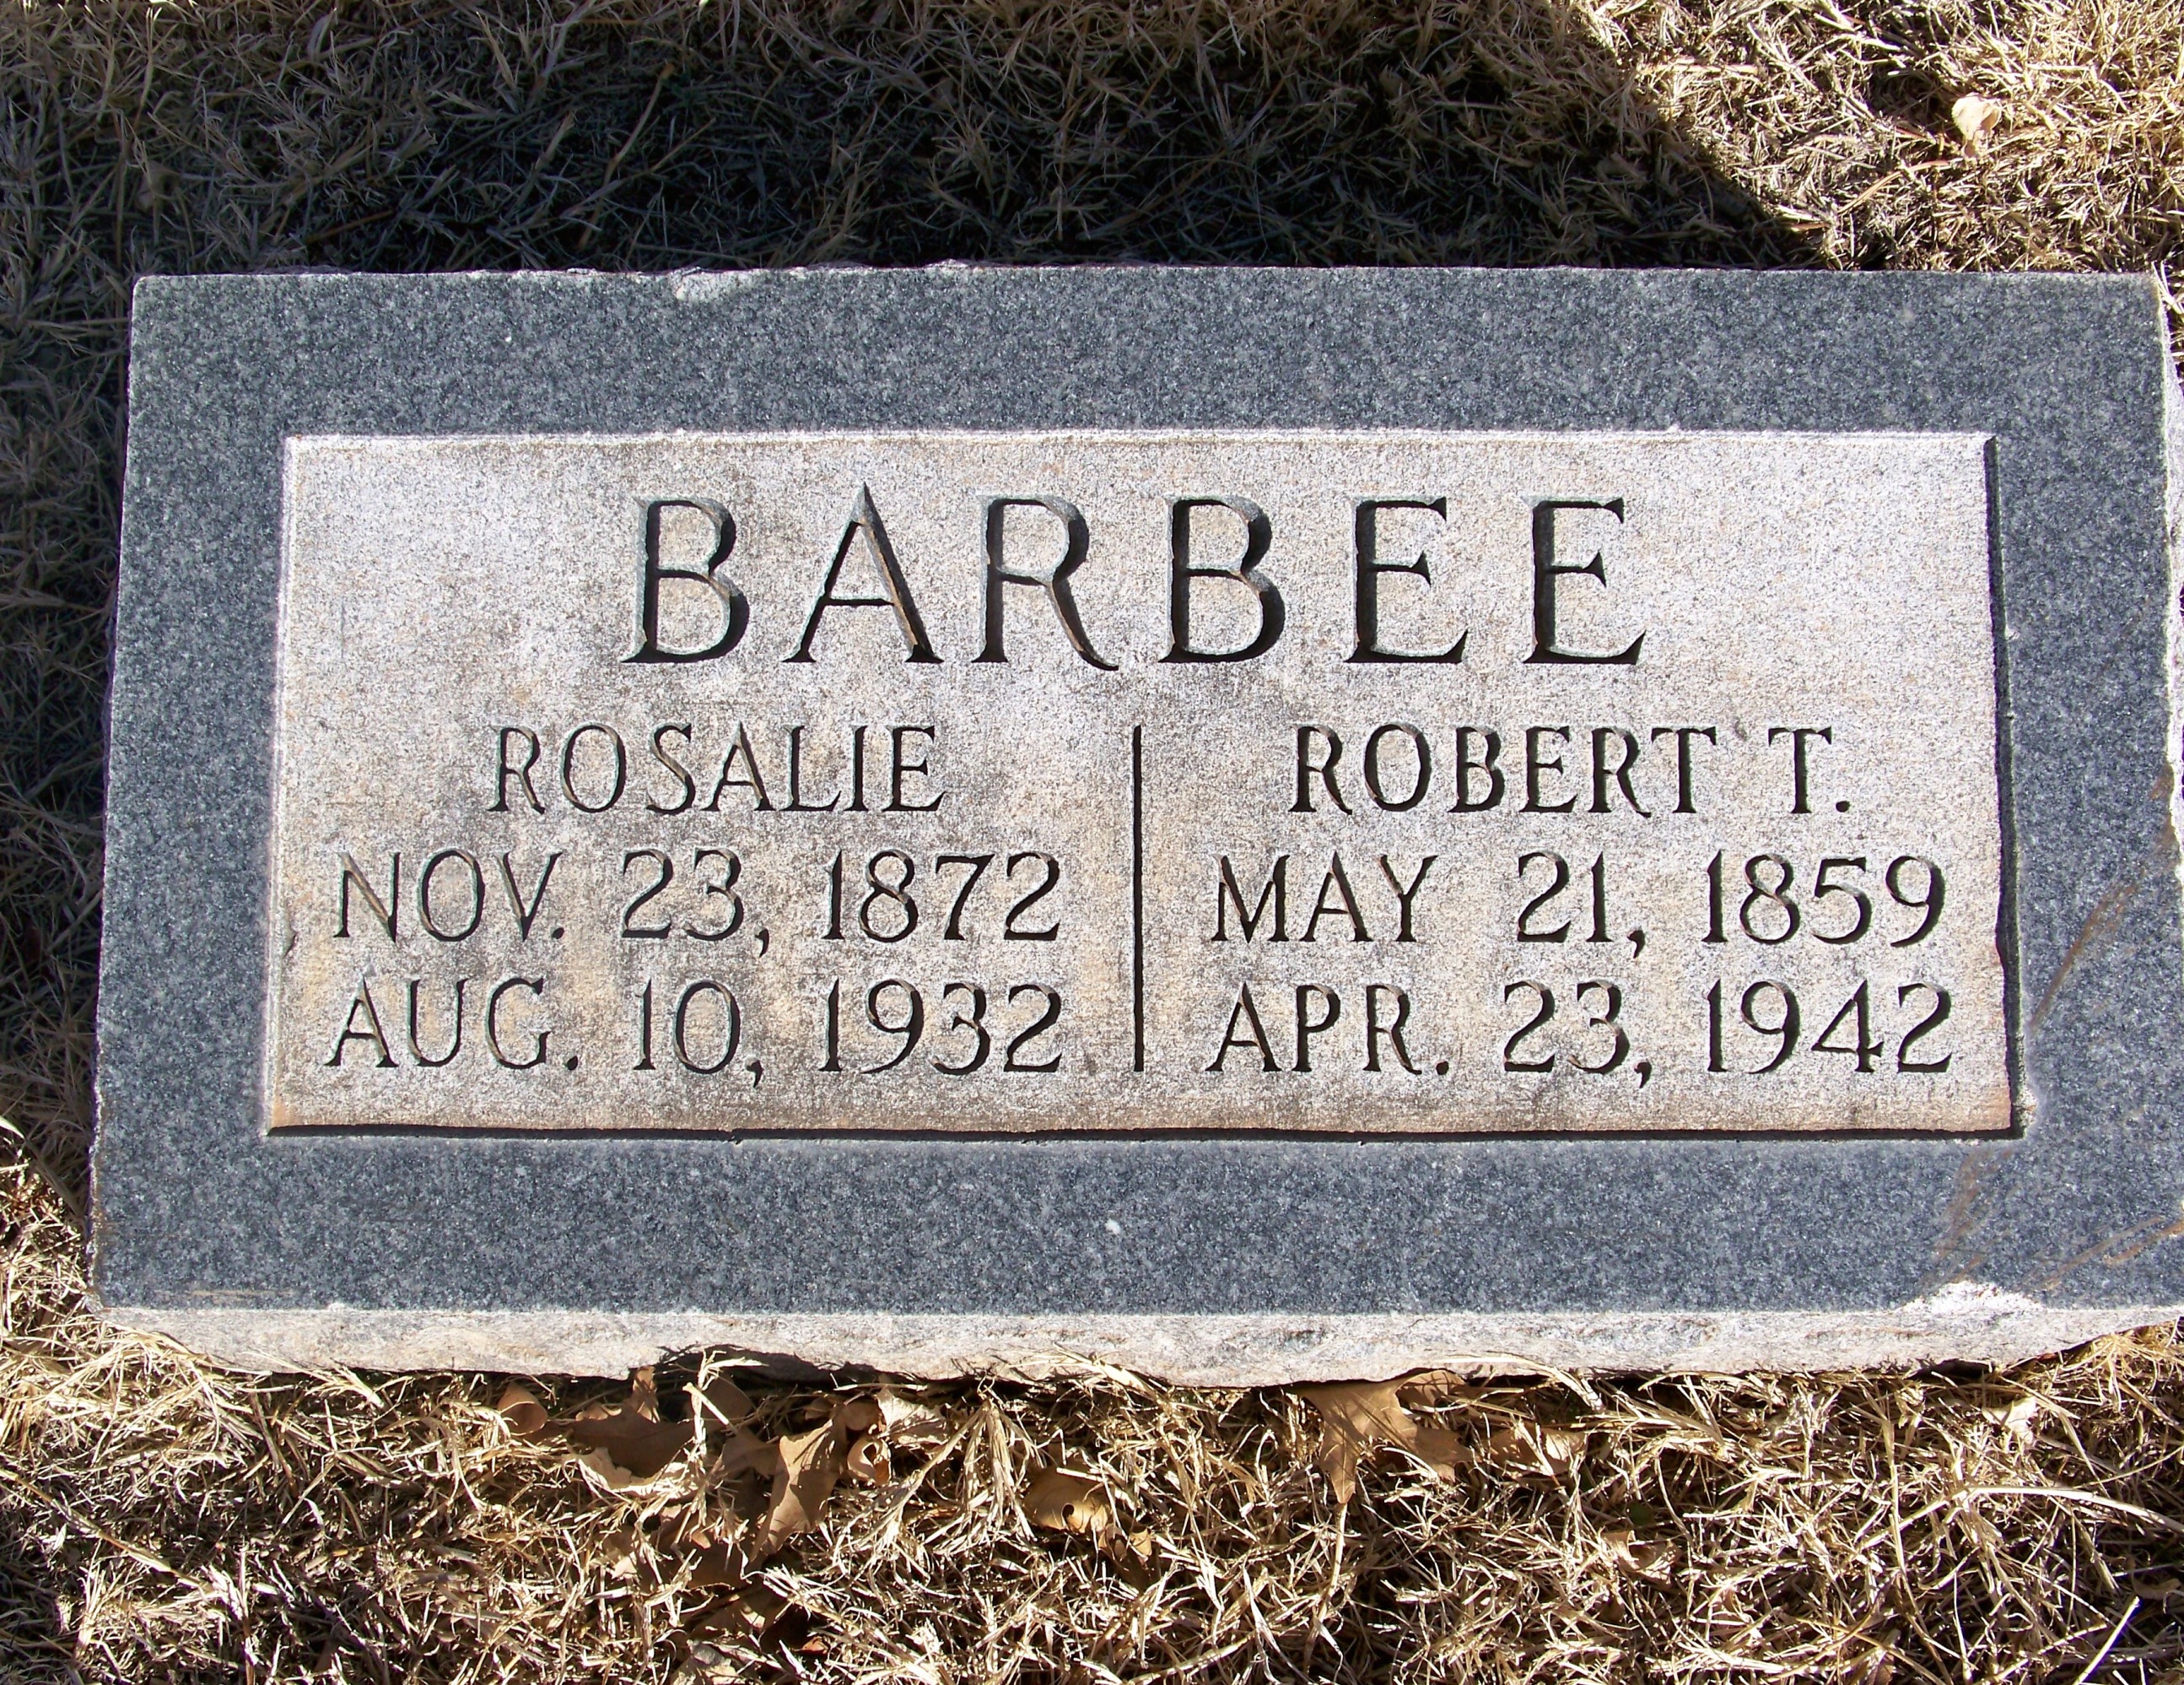 BARBEE
ROSALIE
NOV. 23, 1872
AUG. 10, 1932
ROBERT T.
MAY 21, 1859
APR. 23, 1942